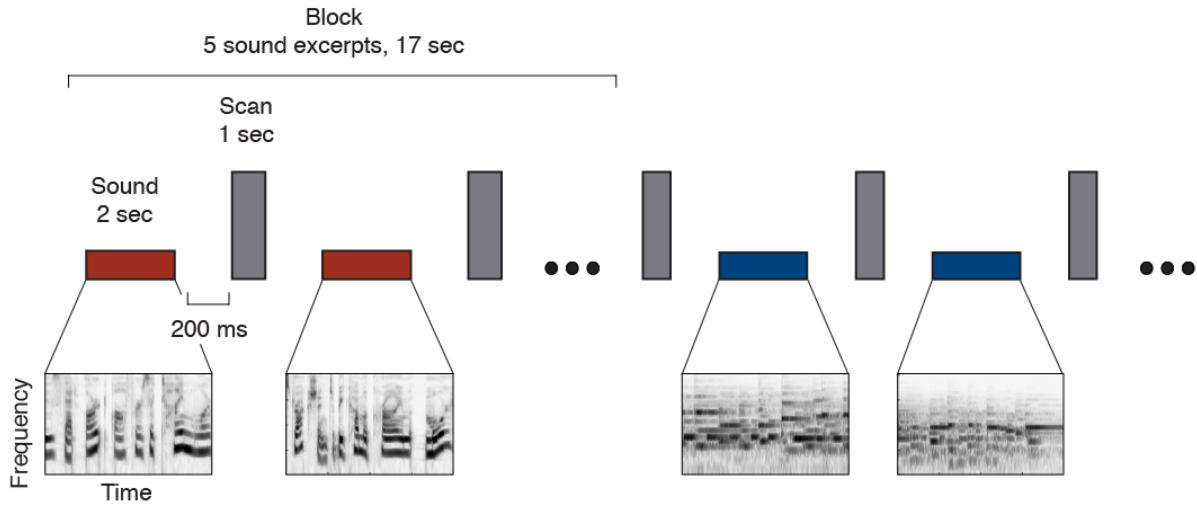 Block
5 sound excerpts, 17 sec
Scan
1 sec
Sound
2 sec
200 ms
Frequency
Time